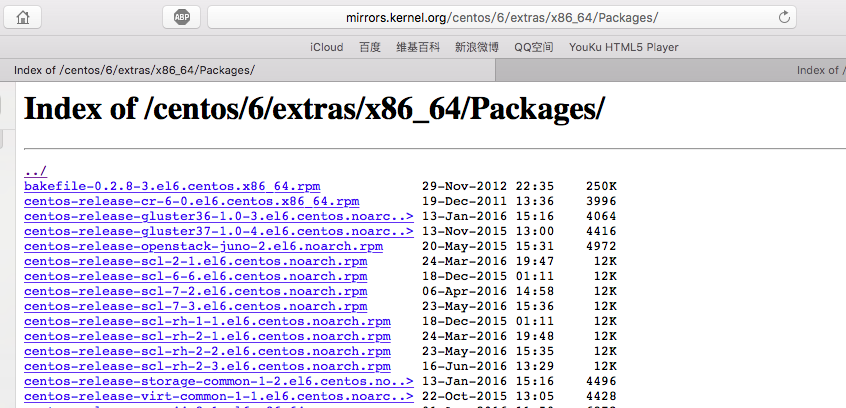 ABP
mirrors.kernel.org/centos/6/extras/x86_64/Packages/
iCloud 百度 维基百科 新浪微博 QQ空间 YouKu HTML5 Player
Index of /centos/6/extras/x86_64/Packages/ Index of /
Index of /centos/6/extras/x86_64/Packages/
../
bakefile-0.2.8-3.el6.centos.x86_64.rpm 29-Nov-2012 22:35 250K
centos-release-cr-6-0.el6.centos.x86_64.rpm 19-Dec-2011 13:36 3996
centos-release-gluster36-1.0-3.el6.centos.noarc..> 13-Jan-2016 15:16 4064
centos-release-gluster37-1.0-4.el6.centos.noarc..> 13-Nov-2015 13:00 4416
centos-release-openstack-juno-2.el6.noarch.rpm 20-May-2015 15:31 4972
centos-release-scl-2-1.el6.centos.noarch.rpm 24-Mar-2016 19:47 12K
centos-release-scl-6-6.el6.centos.noarch.rpm 18-Dec-2015 01:11 12K
centos-release-scl-7-2.el6.centos.noarch.rpm 06-Apr-2016 14:58 12K
centos-release-scl-7-3.el6.centos.noarch.rpm 23-May-2016 15:36 12K
centos-release-scl-rh-1-1.el6.centos.noarch.rpm 18-Dec-2015 01:11 12K
centos-release-scl-rh-2-1.el6.centos.noarch.rpm 24-Mar-2016 19:48 12K
centos-release-scl-rh-2-2.el6.centos.noarch.rpm 23-May-2016 15:35 12K
centos-release-scl-rh-2-3.el6.centos.noarch.rpm 16-Jun-2016 13:29 12K
centos-release-storage-common-1-2.el6.centos.no..> 13-Jan-2016 15:16 4496
centos-release-virt-common-1-1.el6.centos.noarc..> 22-Oct-2015 13:05 4428